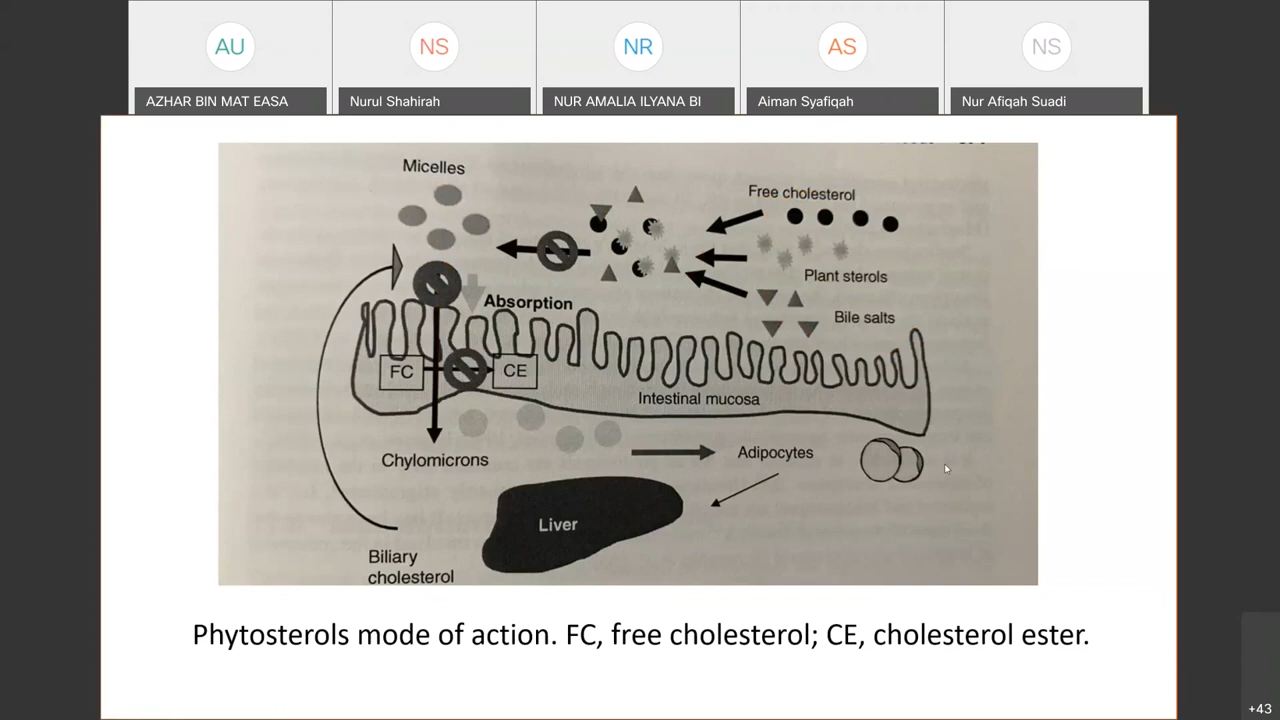 AU
NS
NR
AS
NS
AZHAR BIN MAT EASA
Nurul Shahirah
NUR AMALIA ILYANA BI
Aiman Syafiqah
Nur Afiqah Suadi
Micelles
Free cholesterol
Plant sterols
Absorption
Bile salts
FC
CE
Intestinal mucosa
Chylomicrons
Adipocytes
Liver
Biliary
cholesterol
Phytosterols mode of action. FC, free cholesterol; CE, cholesterol ester.
+43